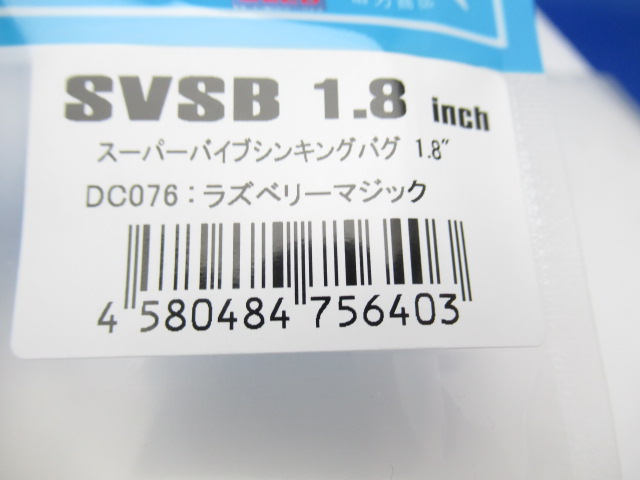 SVSB 1.8 inch
スーパーバイブシンキングバグ 1.8"
DC076：ラズベリーマジック
4 580484 756403